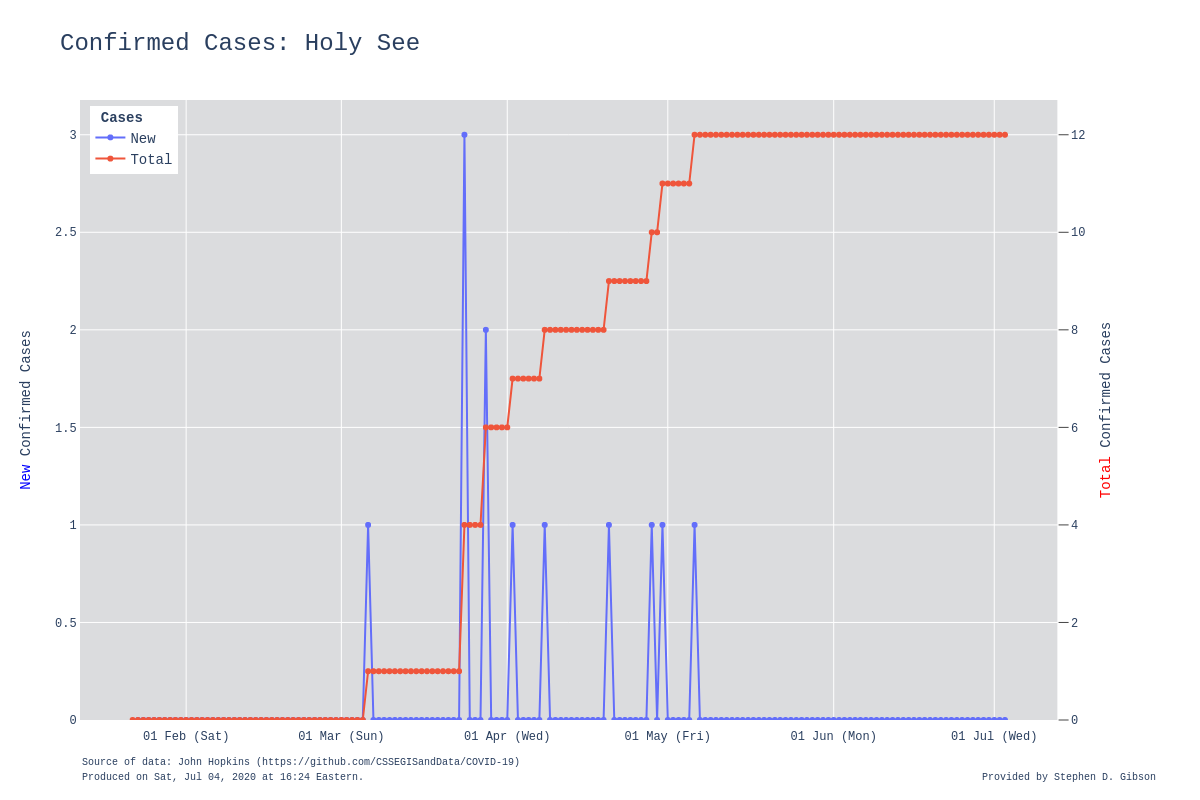 Confirmed Cases: Holy See
Cases
New
Total
3
2.5
2
1.5
1
0.5
0
New Confirmed Cases
12
10
8
6
4
2
0
Total Confirmed Cases
01 Feb (Sat)
01 Mar (Sun)
01 Apr (Wed)
01 May (Fri)
01 Jun (Mon)
01 Jul (Wed)
Source of data: John Hopkins (https://github.com/CSSEGISandData/COVID-19)
Produced on Sat, Jul 04, 2020 at 16:24 Eastern.
Provided by Stephen D. Gibson